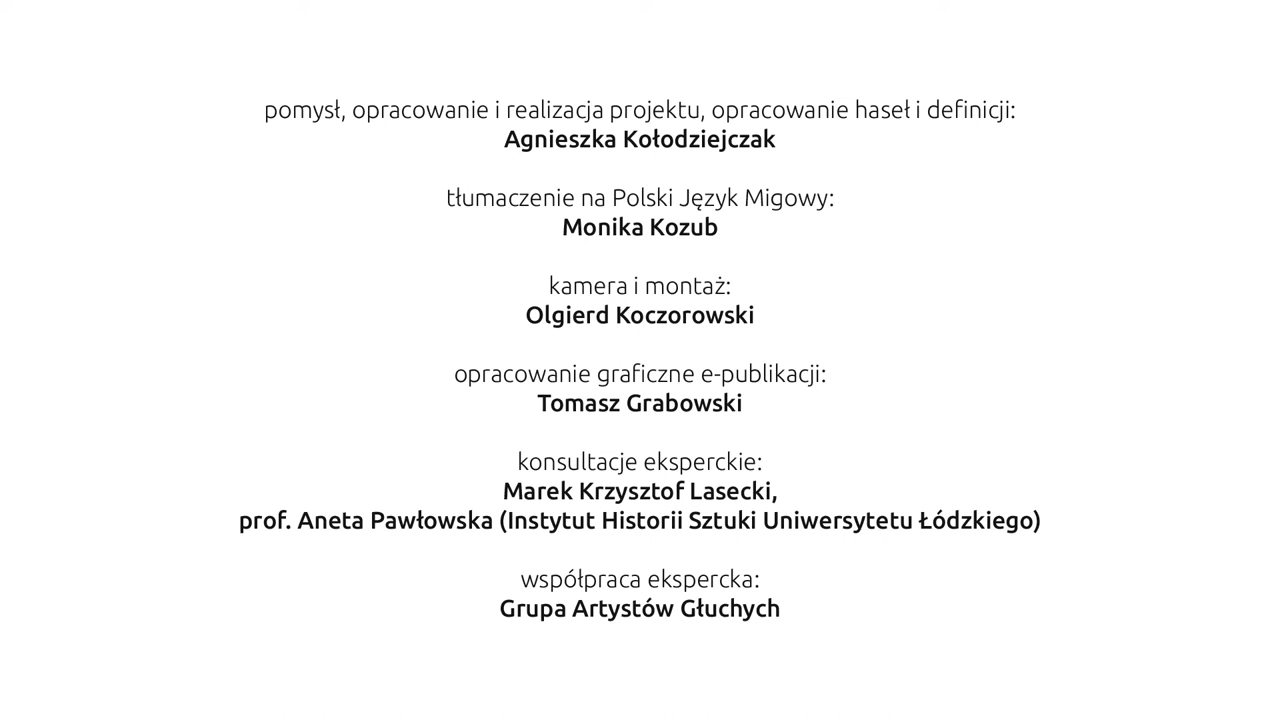 pomysł, opracowanie i realizacja projektu, opracowanie haseł i definicji:
Agnieszka Kołodziejczak
tłumaczenie na Polski Język Migowy:
Monika Kozub
kamera i montaż:
Olgierd Koczorowski
opracowanie graficzne e-publikacji:
Tomasz Grabowski
konsultacje eksperckie:
Marek Krzysztof Lasecki,
prof. Aneta Pawłowska (Instytut Historii Sztuki Uniwersytetu Łódzkiego)
współpraca ekspercka:
Grupa Artystów Głuchych